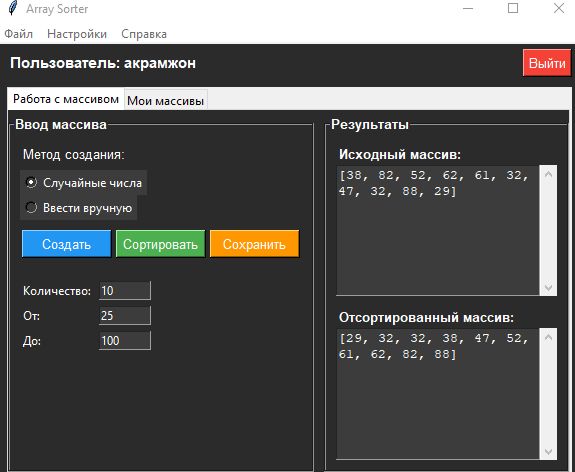 Array Sorter
Файл Настройки Справка
Пользователь: акрамжон
Выйти
Работа с массивом Мои массивы
Ввод массива
Метод создания:
Случайные числа
Ввести вручную
Создать Сортировать Сохранить
Количество: 10
От: 25
До: 100
Результаты
Исходный массив:
[38, 82, 52, 62, 61, 32,
47, 32, 88, 29]
Отсортированный массив:
[29, 32, 32, 38, 47, 52,
61, 62, 82, 88]